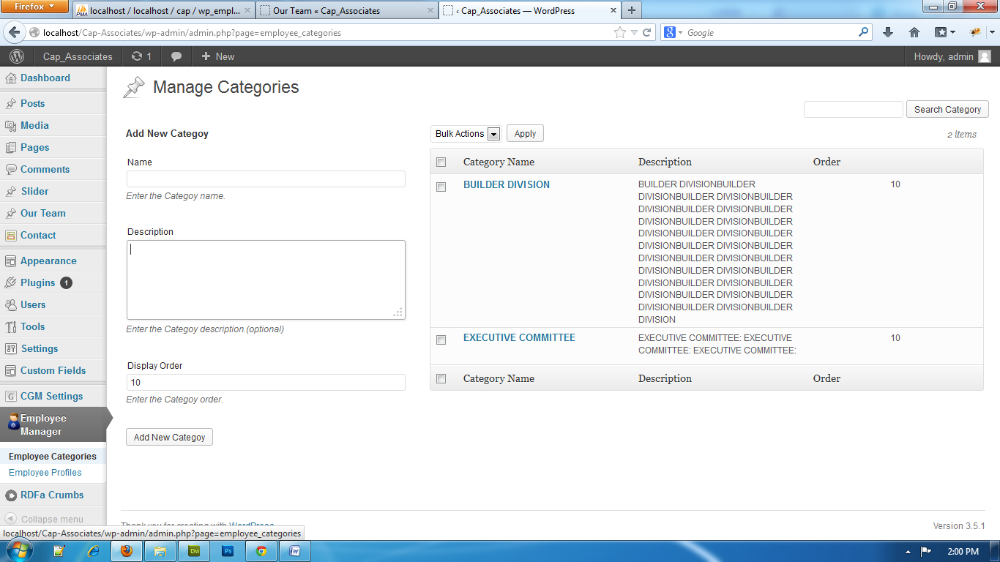 Firefox
localhost / localhost / cap / wp_empl...
Our Team « Cap_Associates
‹ Cap_Associates — WordPress
localhost/Cap-Associates/wp-admin/admin.php?page=employee_categories
Google
Cap_Associates
1
New
Howdy, admin
Dashboard
Posts
Media
Pages
Comments
Slider
Our Team
Contact
Appearance
Plugins 1
Users
Tools
Settings
Custom Fields
CGM Settings
Employee
Manager
Employee Categories
Employee Profiles
RDFa Crumbs
Collapse menu
Manage Categories
Search Category
Add New Categoy
Name
Enter the Categoy name.
Description
Enter the Categoy description.(optional)
Display Order
10
Enter the Categoy order.
Add New Categoy
Bulk Actions
Apply
2 items
Category Name Description Order
BUILDER DIVISION
BUILDER DIVISIONBUILDER
DIVISIONBUILDER DIVISIONBUILDER
DIVISIONBUILDER DIVISIONBUILDER
DIVISIONBUILDER DIVISIONBUILDER
DIVISIONBUILDER DIVISIONBUILDER
DIVISIONBUILDER DIVISIONBUILDER
DIVISIONBUILDER DIVISIONBUILDER
DIVISIONBUILDER DIVISIONBUILDER
DIVISIONBUILDER DIVISIONBUILDER
DIVISIONBUILDER DIVISIONBUILDER
DIVISIONBUILDER DIVISIONBUILDER
DIVISION
10
EXECUTIVE COMMITTEE
EXECUTIVE COMMITTEE: EXECUTIVE
COMMITTEE: EXECUTIVE COMMITTEE:
10
Category Name Description Order
Thank you for creating with WordPress
Version 3.5.1
localhost/Cap-Associates/wp-admin/admin.php?page=employee_categories
2:00 PM